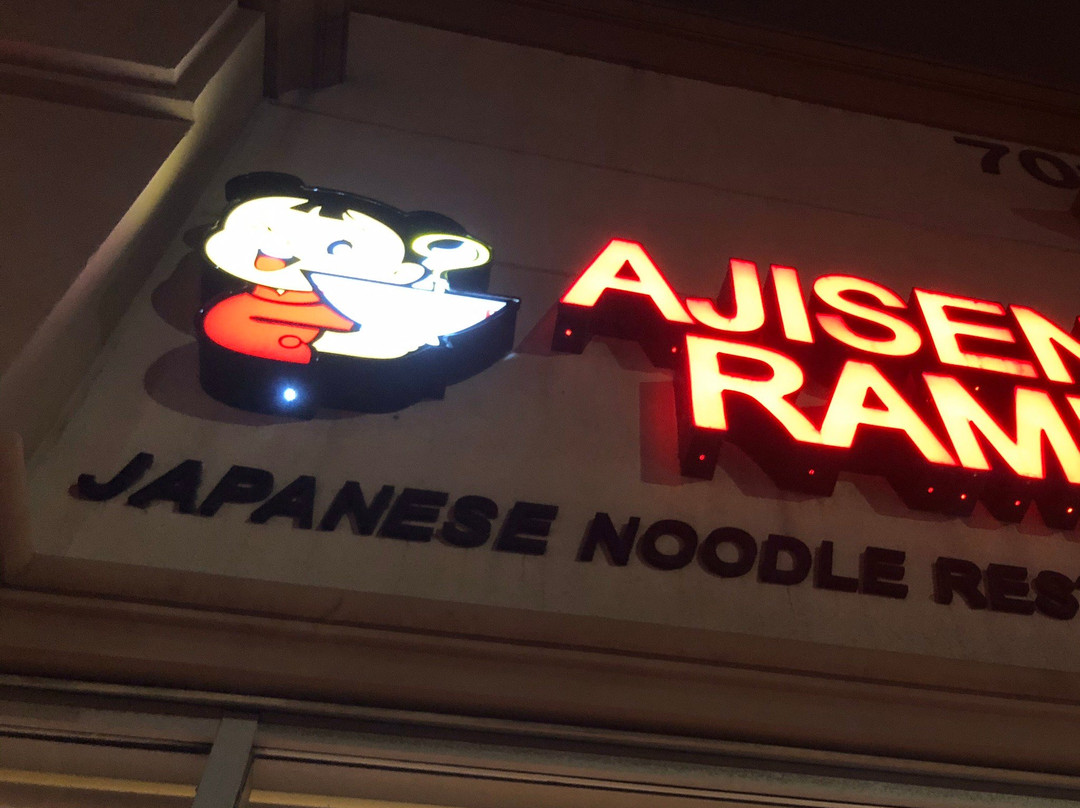 70
AJISEN
RAM
JAPANESE NOODLE RES